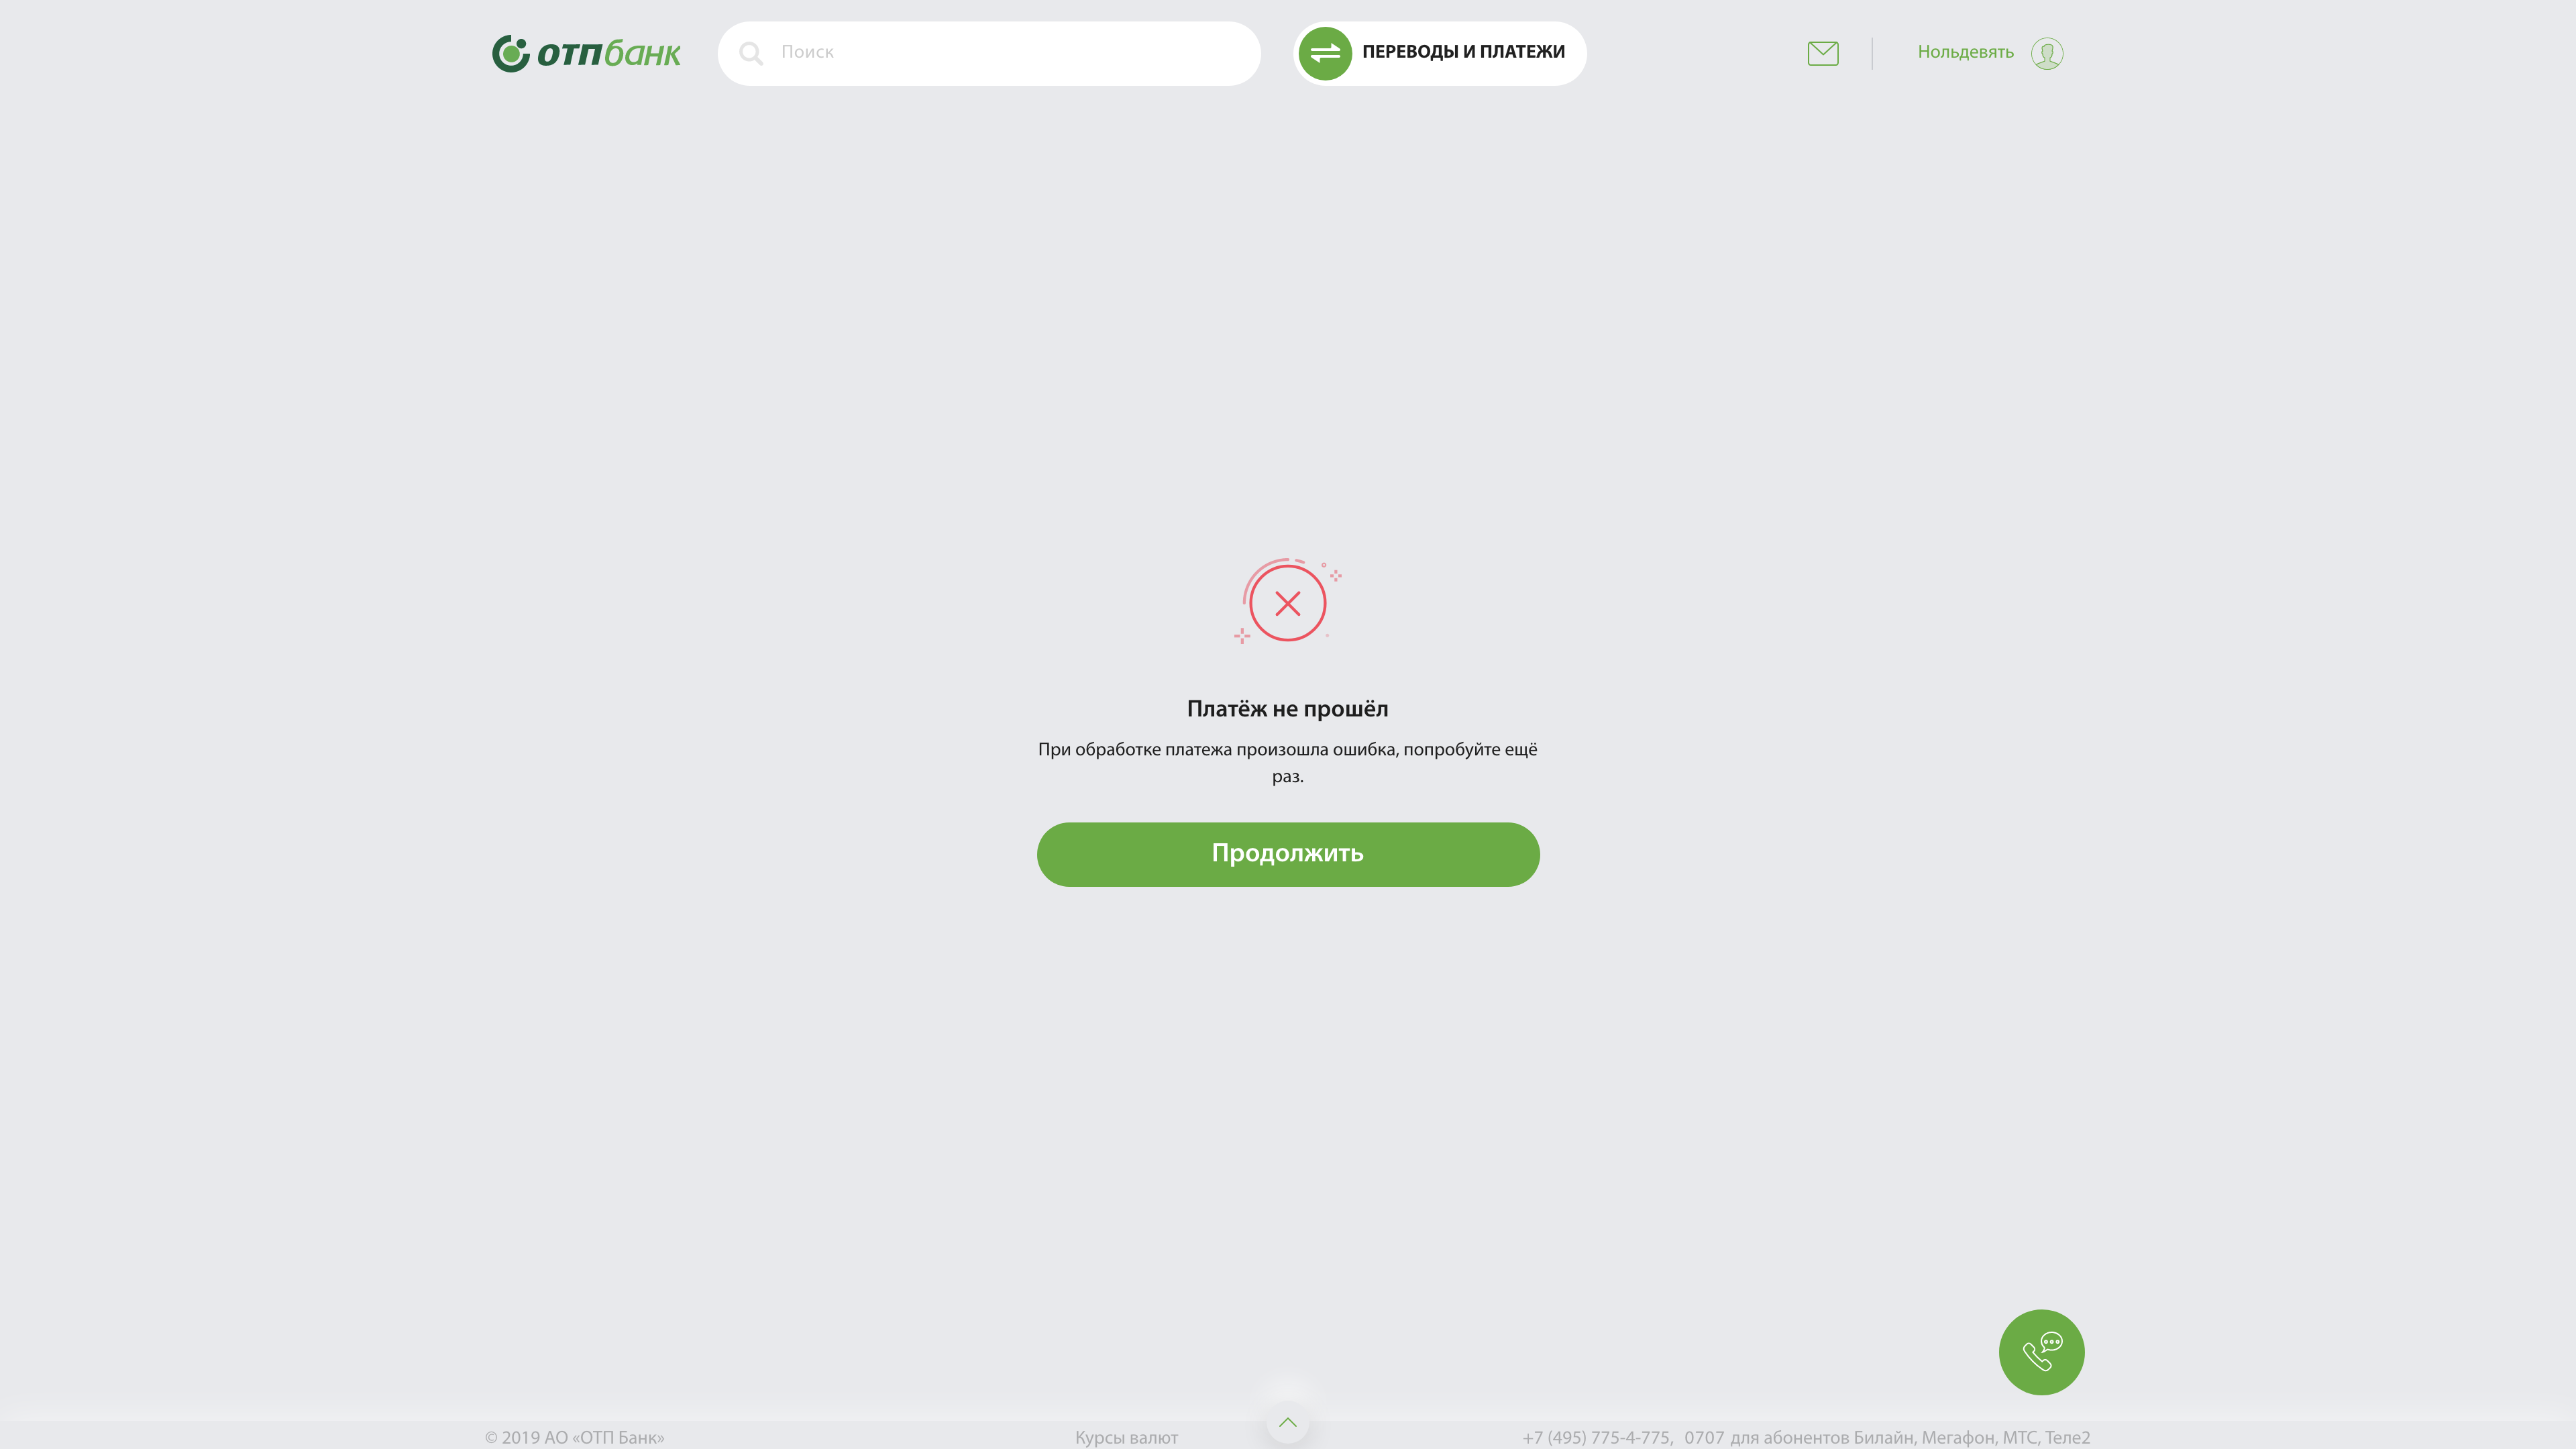 отпбанк
Поиск
ПЕРЕВОДЫ И ПЛАТЕЖИ
Нольдевять
Платёж не прошёл
При обработке платежа произошла ошибка, попробуйте ещё
раз.
Продолжить
© 2019 АО «ОТП Банк»
Курсы валют
+7 (495) 775-4-775, 0707 для абонентов Билайн, Мегафон, МТС, Теле2